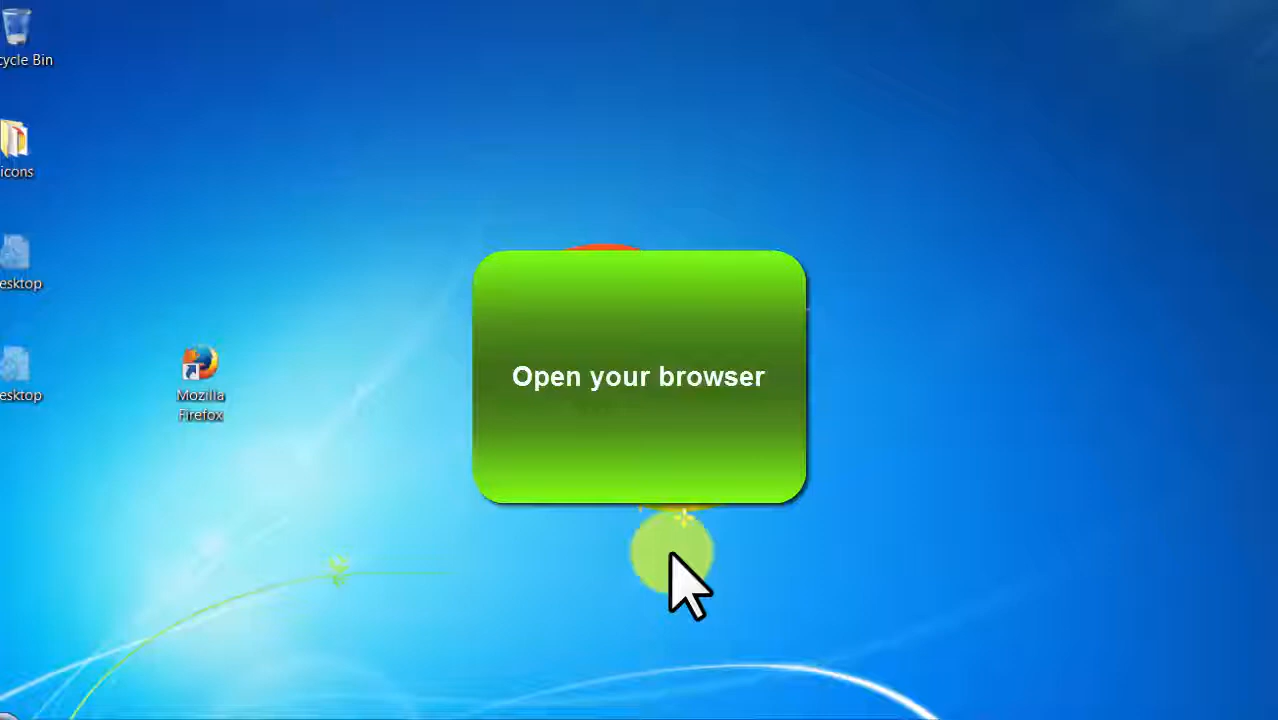 cycle Bin
icons
esktop
esktop
Mozilla
Firefox
Open your browser